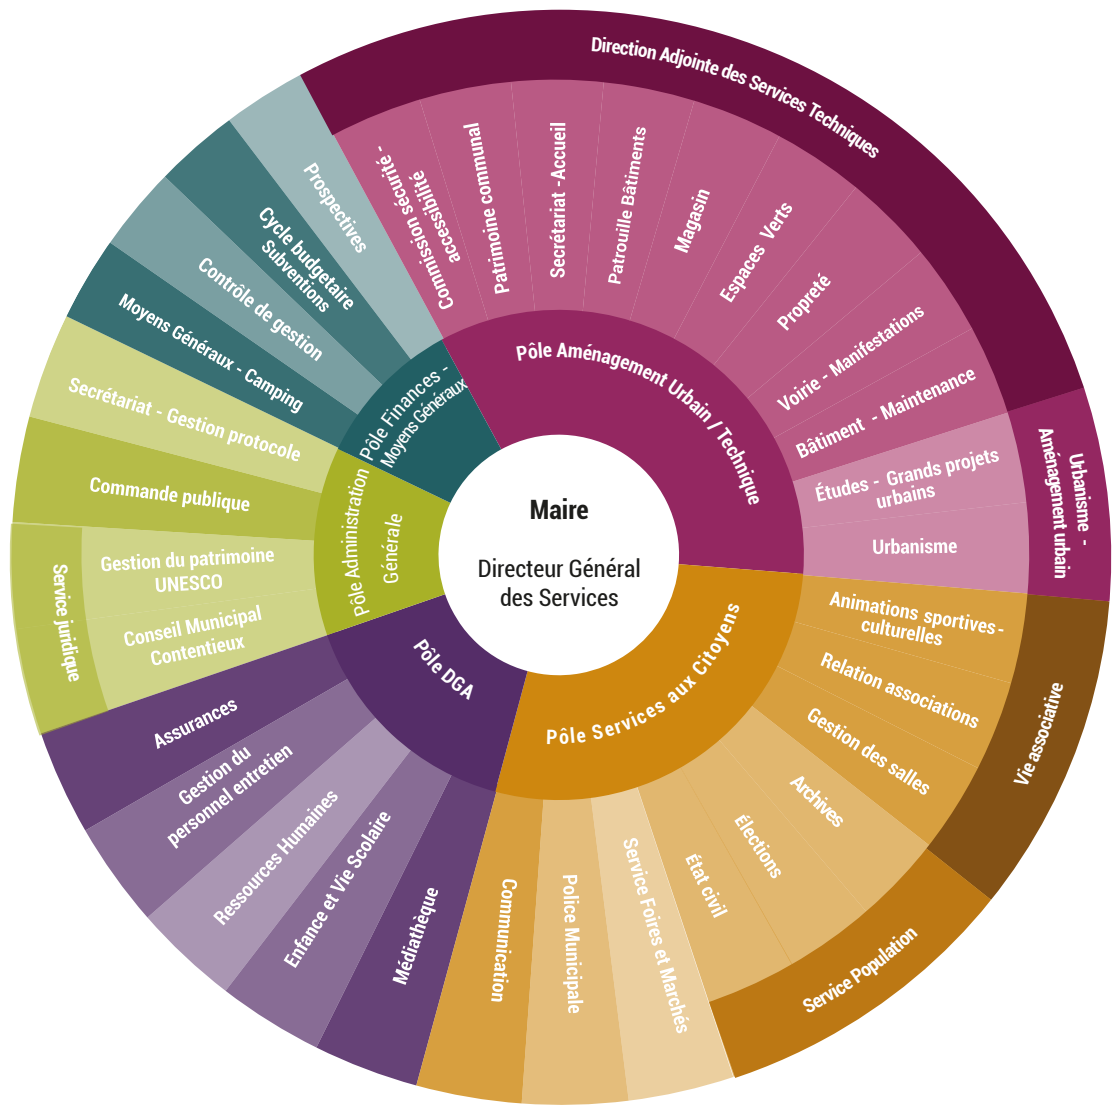 Maire
Directeur Général
des Services
Pôle Aménagement Urbain / Technique
Direction Adjointe des Services Techniques
Commission sécurité -
accessibilité
Patrimoine communal
Secrétariat -Accueil
Patrouille Bâtiments
Magasin
Espaces Verts
Propreté
Voirie - Manifestations
Bâtiment - Maintenance
Urbanisme -
Aménagement urbain
Études - Grands projets
urbains
Urbanisme
Pôle Services aux Citoyens
Vie associative
Animations sportives-
culturelles
Relation associations
Gestion des salles
Service Population
Archives
Élections
État civil
Service Foires et Marchés
Police Municipale
Communication
Pôle DGA
Médiathèque
Enfance et Vie Scolaire
Ressources Humaines
Gestion du
personnel entretien
Assurances
Pôle Administration
Générale
Service juridique
Conseil Municipal
Contentieux
Gestion du patrimoine
UNESCO
Commande publique
Secrétariat - Gestion protocole
Pôle Finances -
Moyens Généraux
Moyens Généraux - Camping
Contrôle de gestion
Cycle budgetaire
Subventions
Prospectives